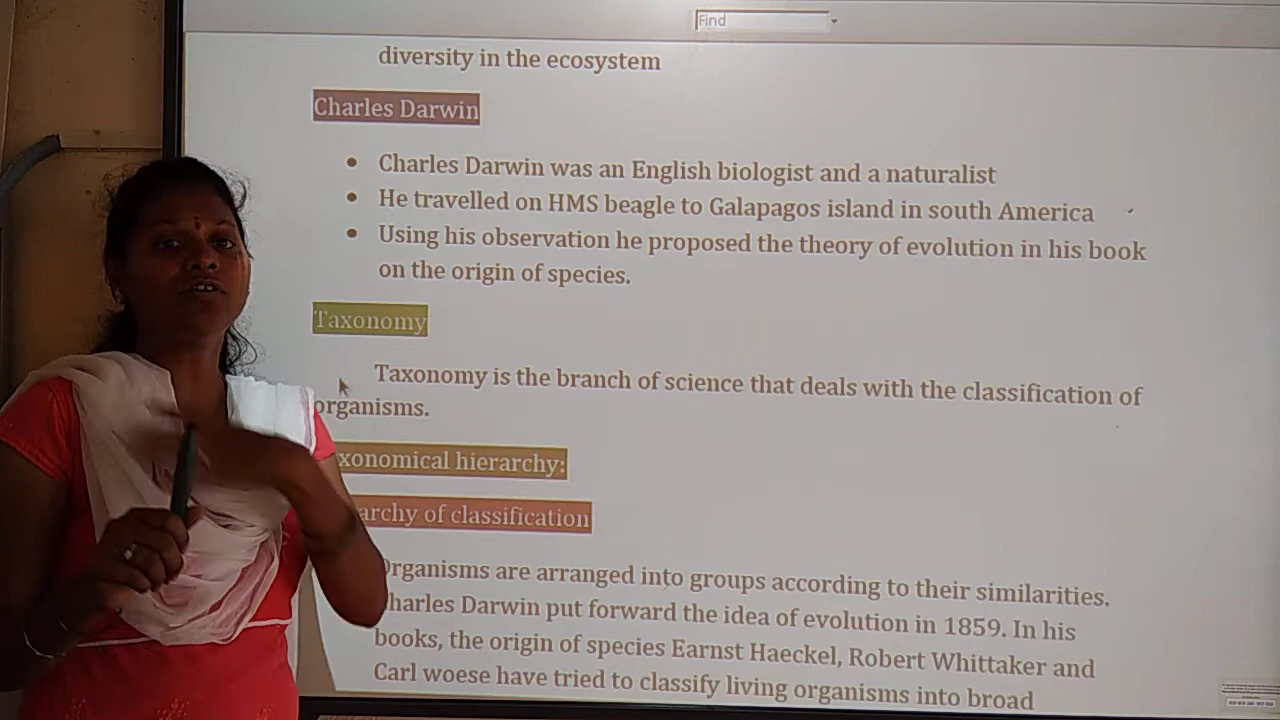 Find
diversity in the ecosystem
Charles Darwin
• Charles Darwin was an English biologist and a naturalist
• He travelled on HMS beagle to Galapagos island in south America
• Using his observation he proposed the theory of evolution in his book
on the origin of species.
Taxonomy
Taxonomy is the branch of science that deals with the classification of
organisms.
xonomical hierarchy:
archy of classification
Organisms are arranged into groups according to their similarities.
Charles Darwin put forward the idea of evolution in 1859. In his
books, the origin of species Earnst Haeckel, Robert Whittaker and
Carl woese have tried to classify living organisms into broad